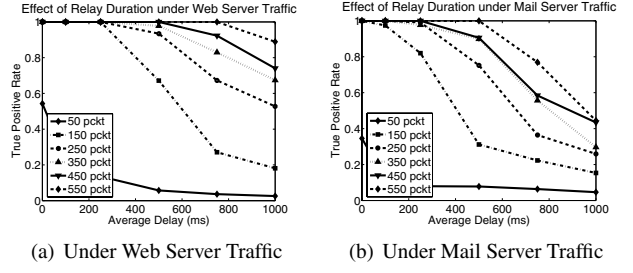 Effect of Relay Duration under Web Server Traffic
1
0.8
0.6
0.4
0.2
0
True Positive Rate
50 pckt
150 pckt
250 pckt
350 pckt
450 pckt
550 pckt
0 200 400 600 800 1000
Average Delay (ms)
(a) Under Web Server Traffic
Effect of Relay Duration under Mail Server Traffic
1
0.8
0.6
0.4
0.2
0
True Positive Rate
50 pckt
150 pckt
250 pckt
350 pckt
450 pckt
550 pckt
0 200 400 600 800 1000
Average Delay (ms)
(b) Under Mail Server Traffic